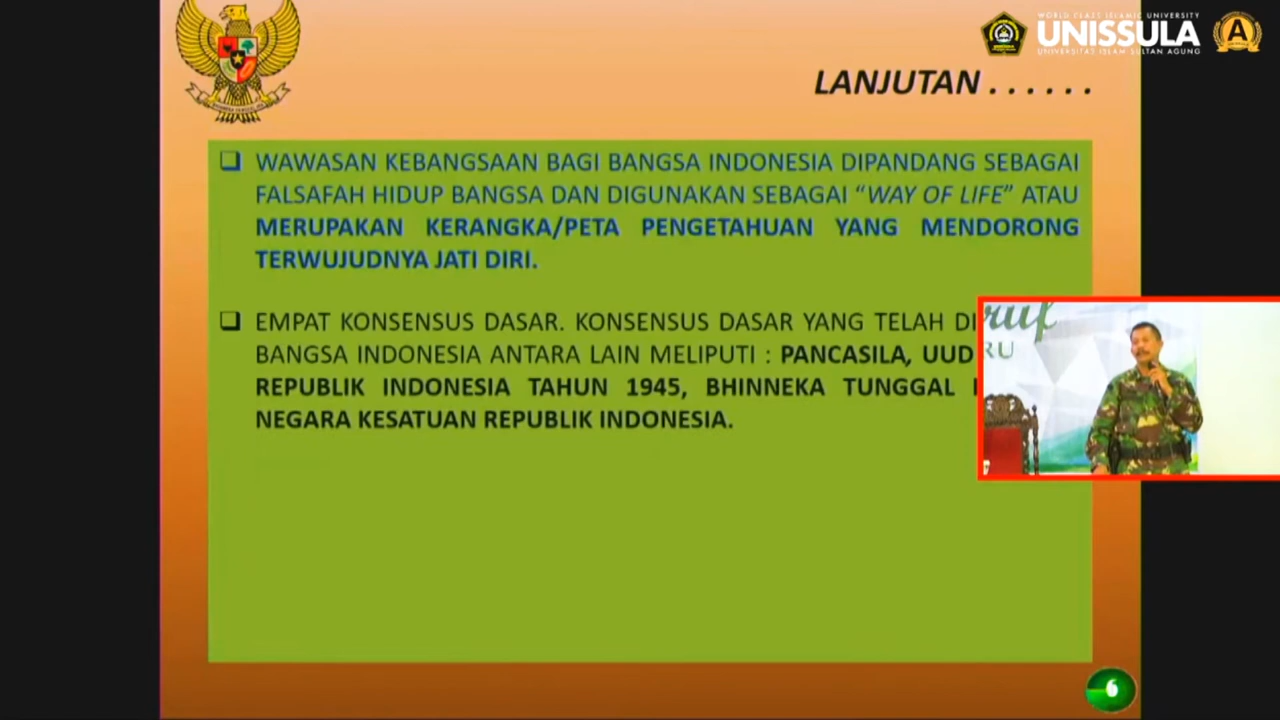 WORLD CLASS ISLAMIC UNIVERSITY
UNISSULA
UNIVERSITAS ISLAM SULTAN AGUNG
A
LANJUTAN . . . . . .
❑ WAWASAN KEBANGSAAN BAGI BANGSA INDONESIA DIPANDANG SEBAGAI
FALSAFAH HIDUP BANGSA DAN DIGUNAKAN SEBAGAI “WAY OF LIFE” ATAU
MERUPAKAN KERANGKA/PETA PENGETAHUAN YANG MENDORONG
TERWUJUDNYA JATI DIRI.
❑ EMPAT KONSENSUS DASAR. KONSENSUS DASAR YANG TELAH DI
BANGSA INDONESIA ANTARA LAIN MELIPUTI : PANCASILA, UUD
REPUBLIK INDONESIA TAHUN 1945, BHINNEKA TUNGGAL
NEGARA KESATUAN REPUBLIK INDONESIA.
ruf
RU
6